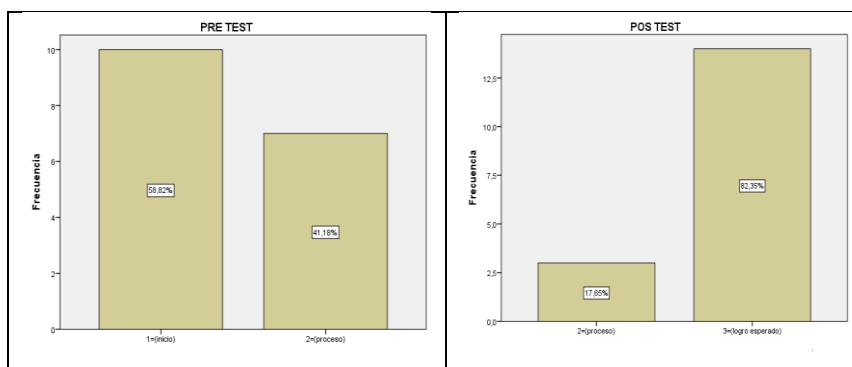 PRE TEST
Frecuencia
10
8
6
4
2
0
58,82%
41,18%
1=(inicio)
2=(proceso)
POS TEST
Frecuencia
12,5
10,0
7,5
5,0
2,5
0,0
17,65%
82,35%
2=(proceso)
3=(logro esperado)